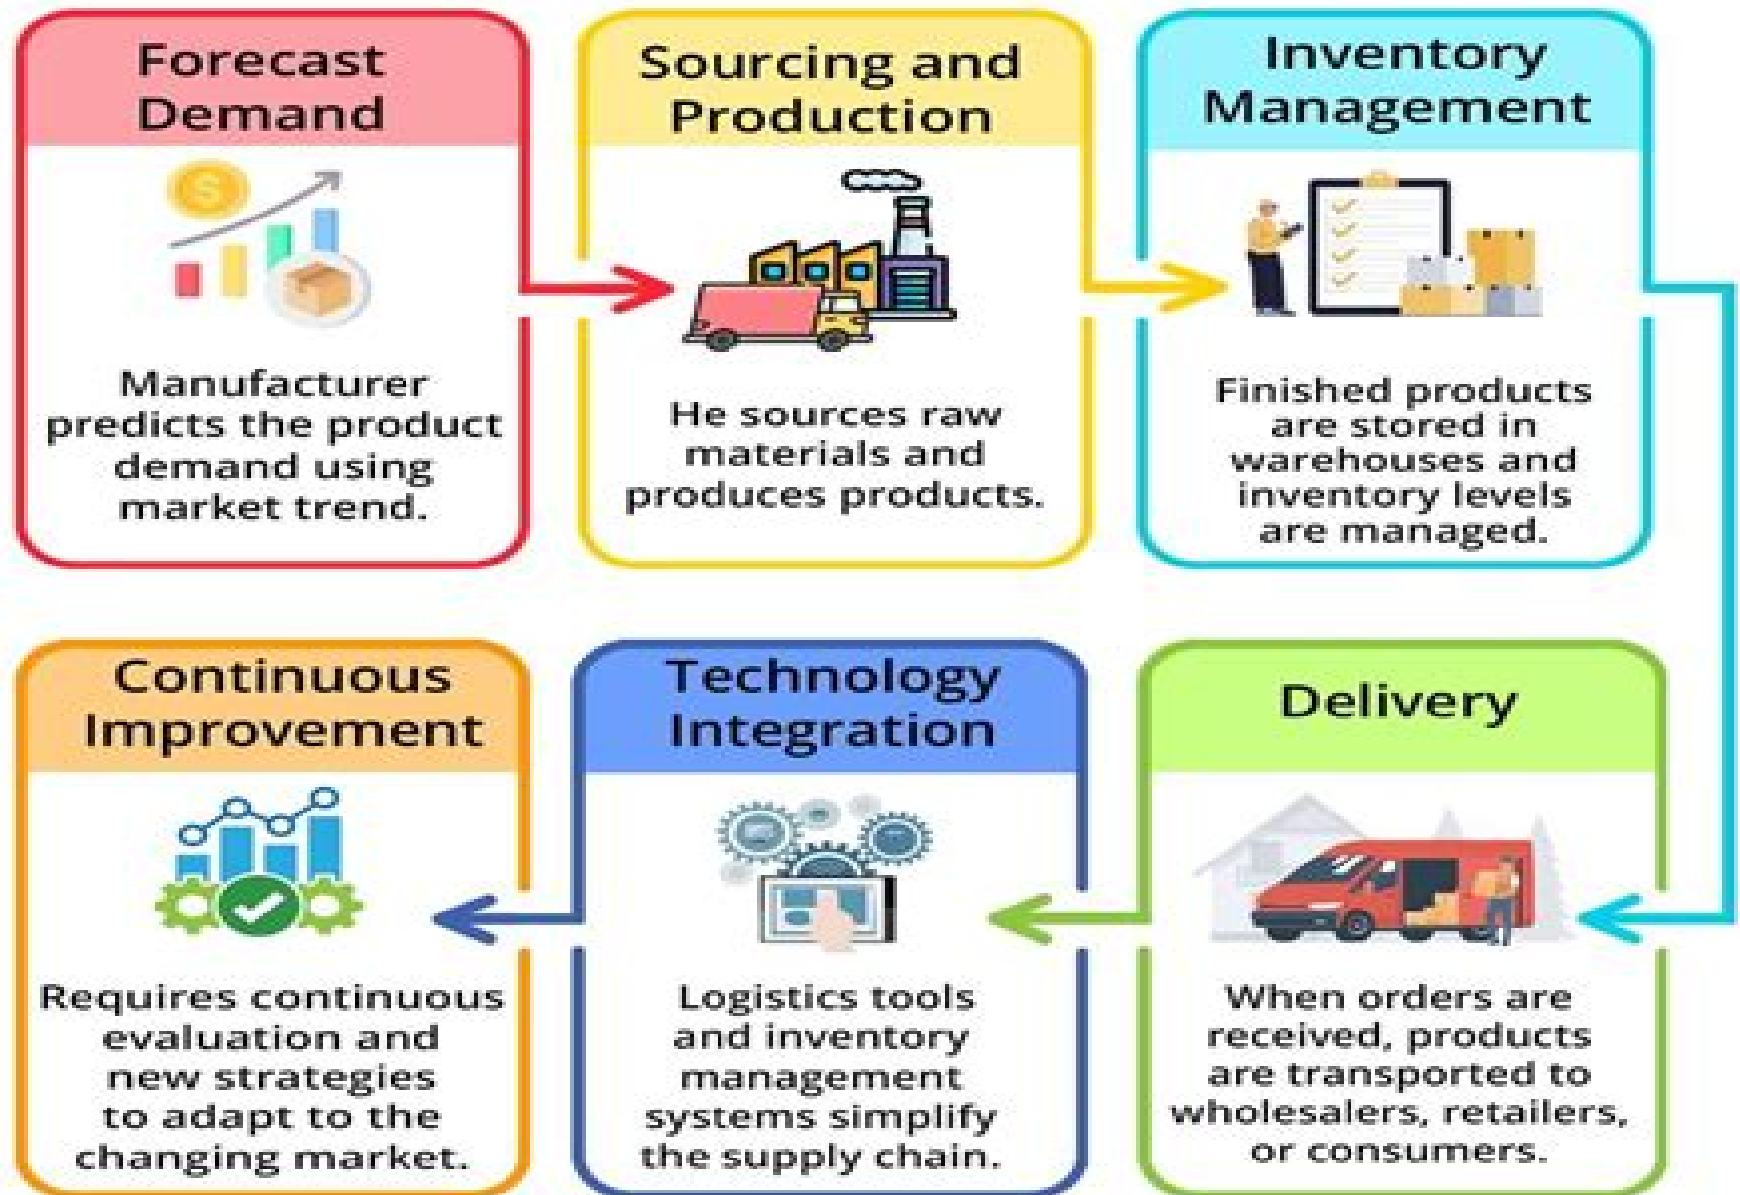 Forecast
Demand
Manufacturer
predicts the product
demand using
market trend.
Sourcing and
Production
He sources raw
materials and
produces products.
Inventory
Management
Finished products
are stored in
warehouses and
inventory levels
are managed.
Delivery
When orders are
received, products
are transported to
wholesalers, retailers,
or consumers.
Technology
Integration
Logistics tools
and inventory
management
systems simplify
the supply chain.
Continuous
Improvement
Requires continuous
evaluation and
new strategies
to adapt to the
changing market.